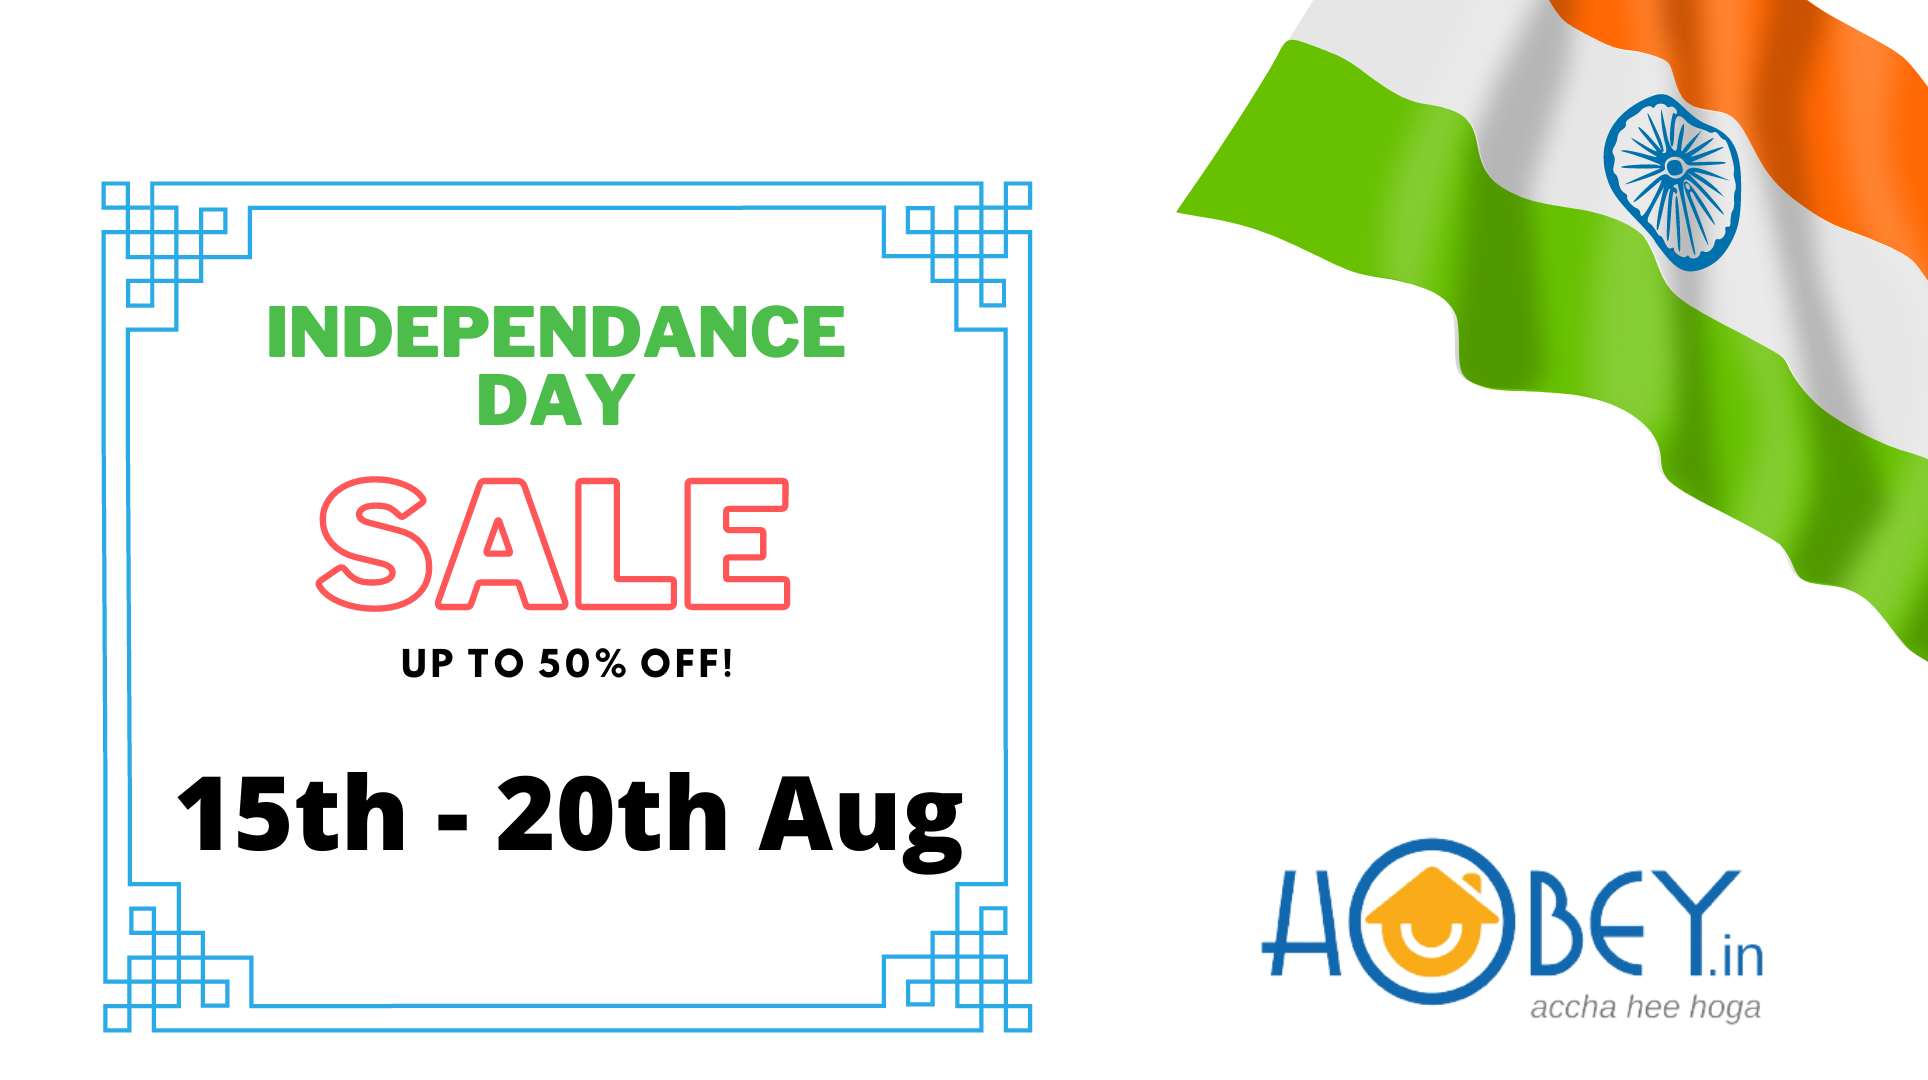 INDEPENDANCE
DAY
SALE
UP TO 50% OFF!
15th - 20th Aug
HOBEY.in
accha hee hoga